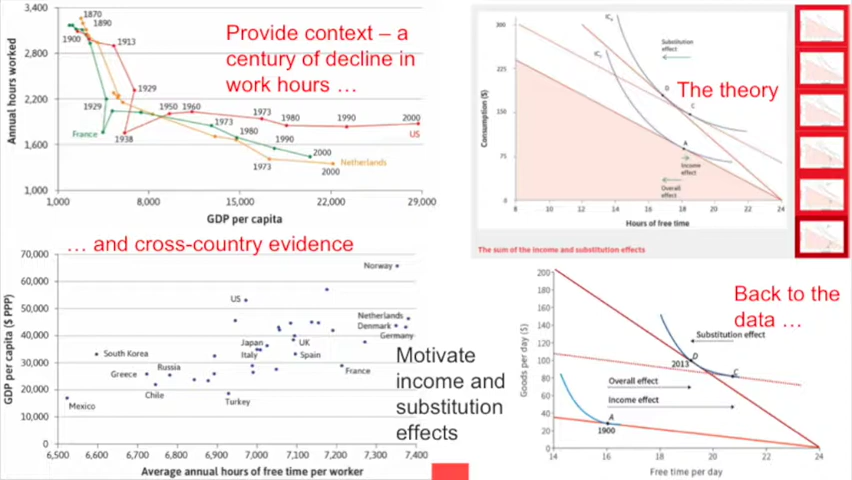 3,400
2,800
2,200
1,600
1,000
Annual hours worked
1870
1890
1900
1913
1929
1929
1938
1950
1960
1973
1973
1973
1980
1980
1990
1990
2000
2000
2000
France
US
Netherlands
1,000
8,000
15,000
22,000
29,000
GDP per capita
Provide context – a
century of decline in
work hours …
300
225
150
75
0
Consumption ($)
Substitution
effect
D
C
A
Income
effect
Overall
effect
8
10
12
14
16
18
20
22
24
Hours of free time
The theory
The sum of the income and substitution effects
… and cross-country evidence
70,000
60,000
50,000
40,000
30,000
20,000
10,000
0
GDP per capita ($ PPP)
Norway
US
Netherlands
Denmark
Germany
Japan
UK
Italy
Spain
South Korea
France
Greece
Russia
Chile
Turkey
Mexico
6,500
6,600
6,700
6,800
6,900
7,000
7,100
7,200
7,300
7,400
Average annual hours of free time per worker
Motivate
income and
substitution
effects
200
180
160
140
120
100
80
60
40
20
0
Goods per day ($)
Back to the
data …
Substitution effect
D
2013
C
Overall effect
Income effect
A
1900
14
16
18
20
22
24
Free time per day